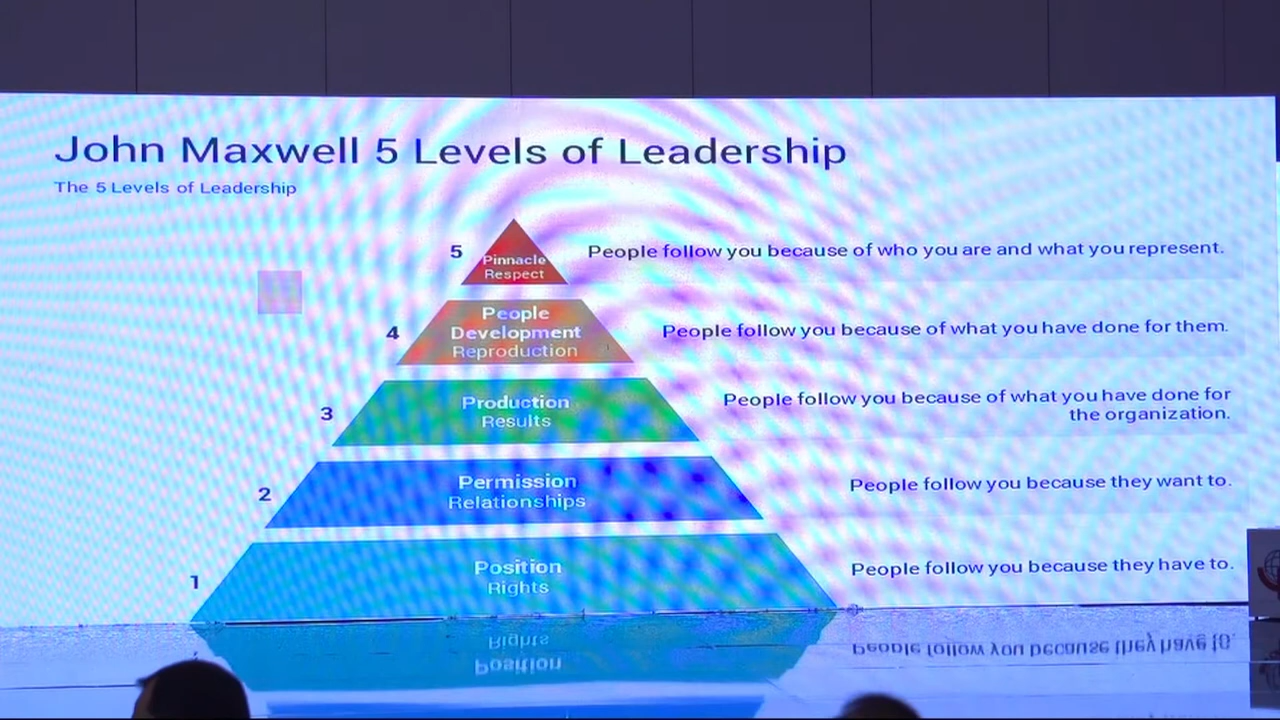 John Maxwell 5 Levels of Leadership
The 5 Levels of Leadership
5
Pinnacle
Respect
People follow you because of who you are and what you represent.
4
People
Development
Reproduction
People follow you because of what you have done for them.
3
Production
Results
People follow you because of what you have done for
the organization.
2
Permission
Relationships
People follow you because they want to.
1
Position
Rights
People follow you because they have to.